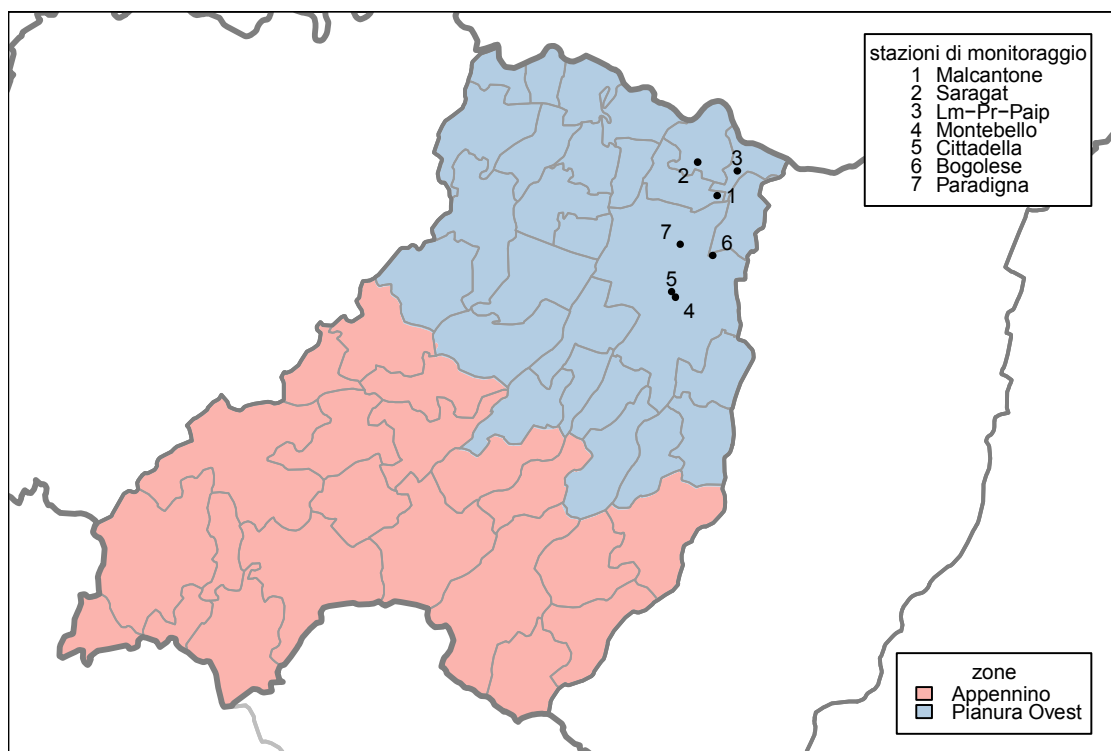 stazioni di monitoraggio
1 Malcantone
2 Saragat
3 Lm−Pr−Paip
4 Montebello
5 Cittadella
6 Bogolese
7 Paradigna
3
2
1
7
6
5
4
zone
Appennino
Pianura Ovest